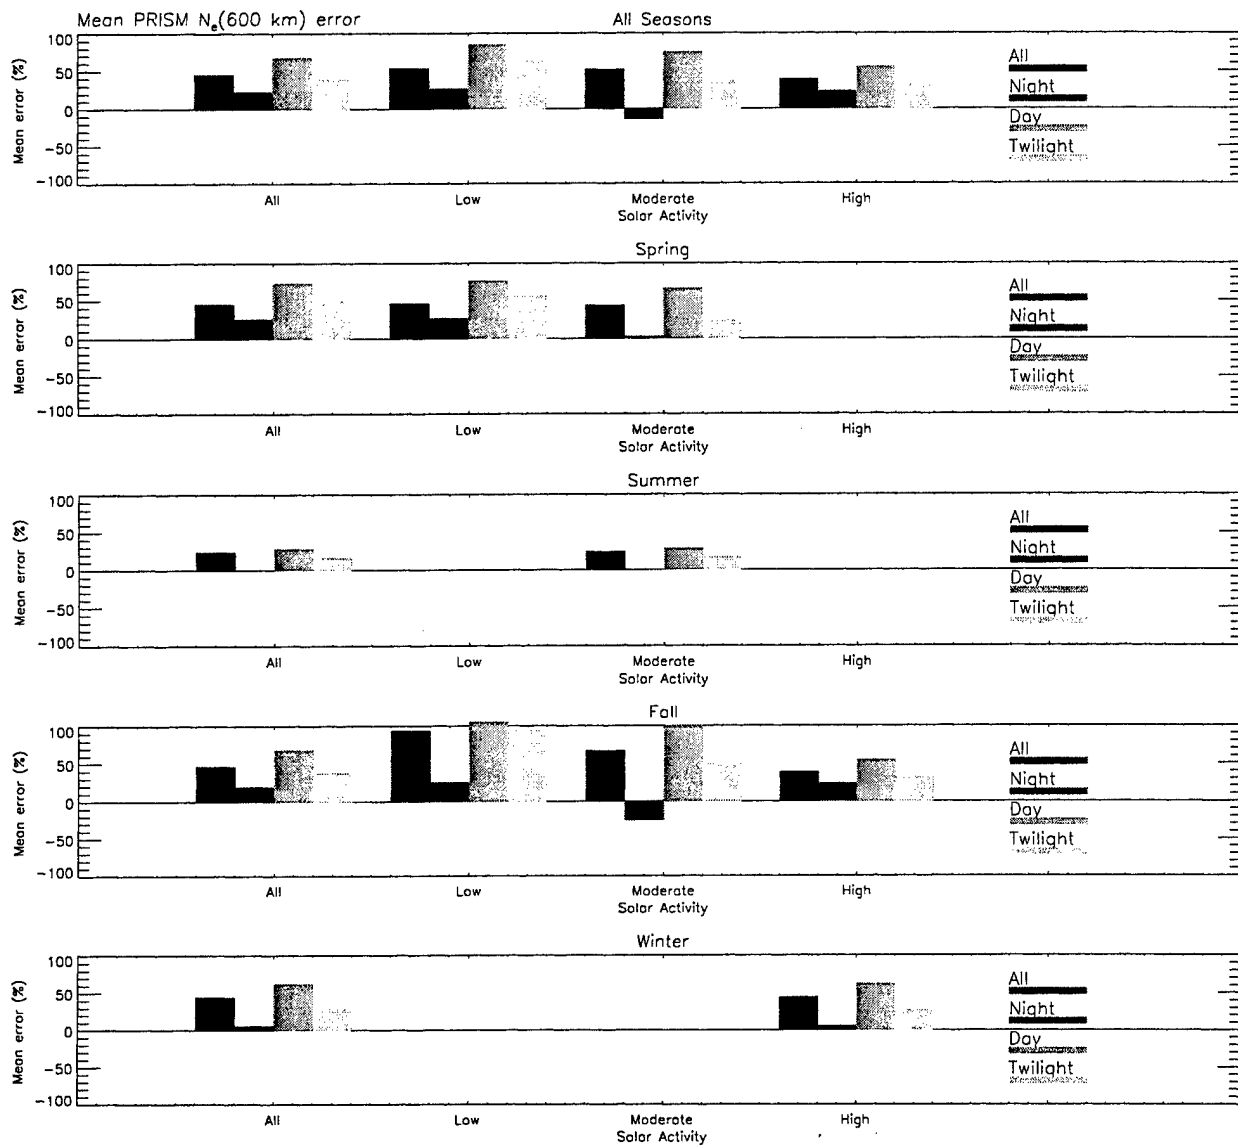 Mean PRISM Ne(600 km) error
All Seasons
100
50
0
-50
-100
Mean error (%)
All
Night
Day
Twilight
All Low Moderate High
Solar Activity
Spring
100
50
0
-50
-100
Mean error (%)
All
Night
Day
Twilight
All Low Moderate High
Solar Activity
Summer
100
50
0
-50
-100
Mean error (%)
All
Night
Day
Twilight
All Low Moderate High
Solar Activity
Fall
100
50
0
-50
-100
Mean error (%)
All
Night
Day
Twilight
All Low Moderate High
Solar Activity
Winter
100
50
0
-50
-100
Mean error (%)
All
Night
Day
Twilight
All Low Moderate High
Solar Activity